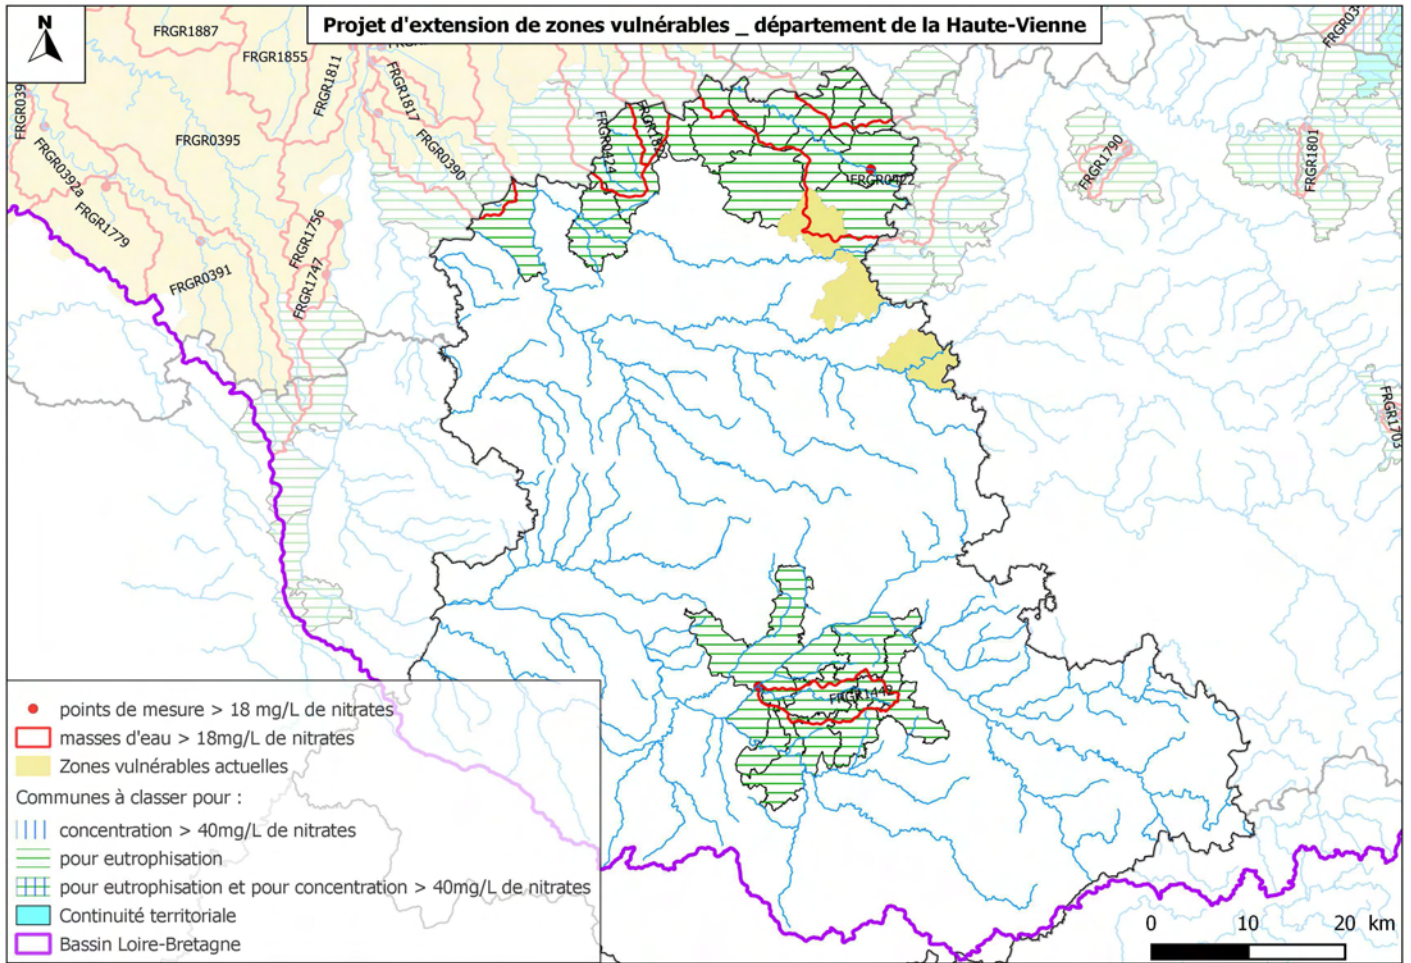 Projet d'extension de zones vulnérables _ département de la Haute-Vienne
N
FRGR1887
FRGR1855
FRGR1811
FRGR1817
FRGR0395
FRGR0390
FRGR0392a
FRGR1779
FRGR1756
FRGR1747
FRGR0391
FRGR0424
FRGR0422
FRGR1790
FRGR1801
FRGR1703
points de mesure > 18 mg/L de nitrates
masses d'eau > 18mg/L de nitrates
Zones vulnérables actuelles
Communes à classer pour :
concentration > 40mg/L de nitrates
pour eutrophisation
pour eutrophisation et pour concentration > 40mg/L de nitrates
Continuité territoriale
Bassin Loire-Bretagne
0 10 20 km